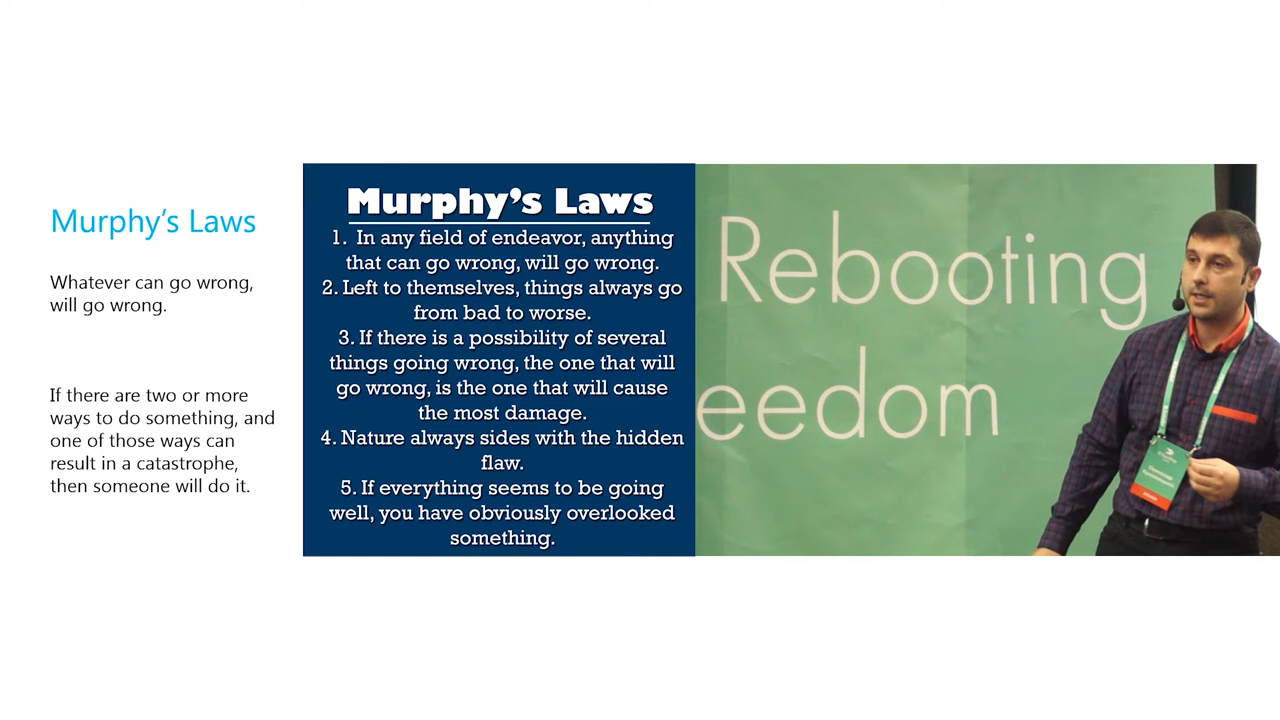 Murphy's Laws
Whatever can go wrong,
will go wrong.
If there are two or more
ways to do something, and
one of those ways can
result in a catastrophe,
then someone will do it.
Murphy's Laws
1. In any field of endeavor, anything
that can go wrong, will go wrong.
2. Left to themselves, things always go
from bad to worse.
3. If there is a possibility of several
things going wrong, the one that will
go wrong, is the one that will cause
the most damage.
4. Nature always sides with the hidden
flaw.
5. If everything seems to be going
well, you have obviously overlooked
something.
Rebooting
eedom